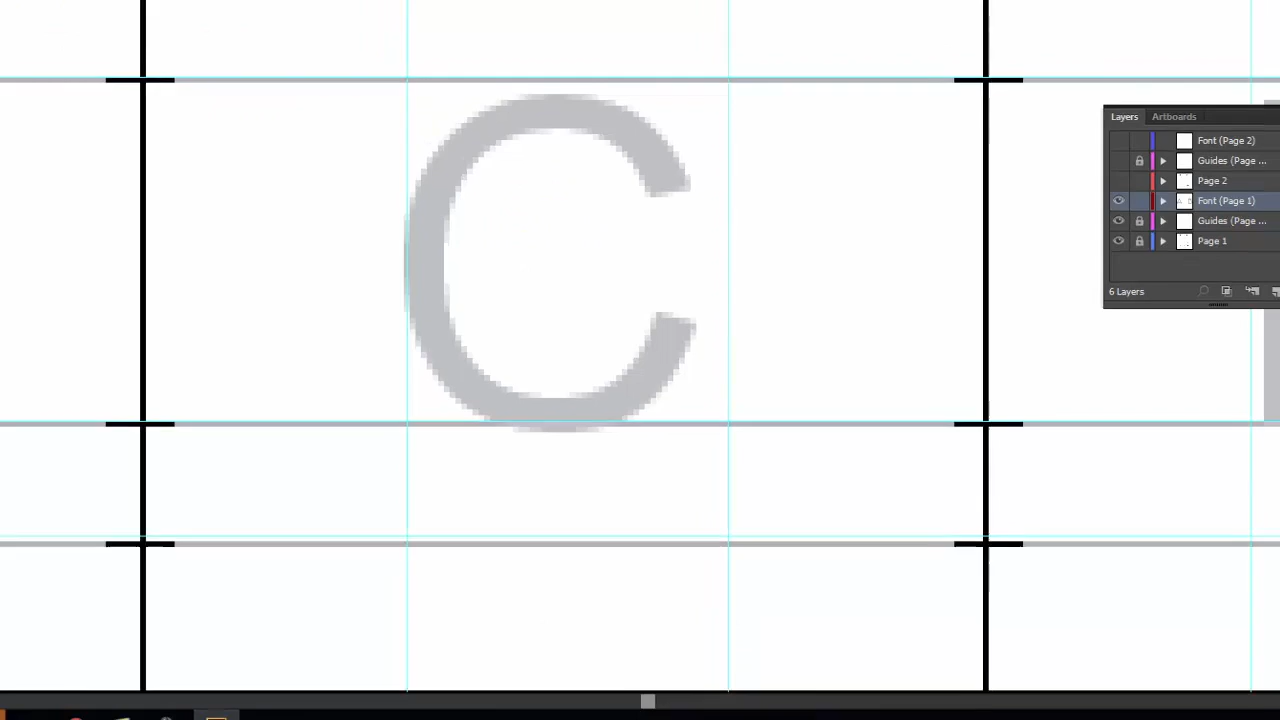 C
Layers Artboards
Font (Page 2)
Guides (Page ...
Page 2
Font (Page 1)
Guides (Page ...
Page 1
6 Layers